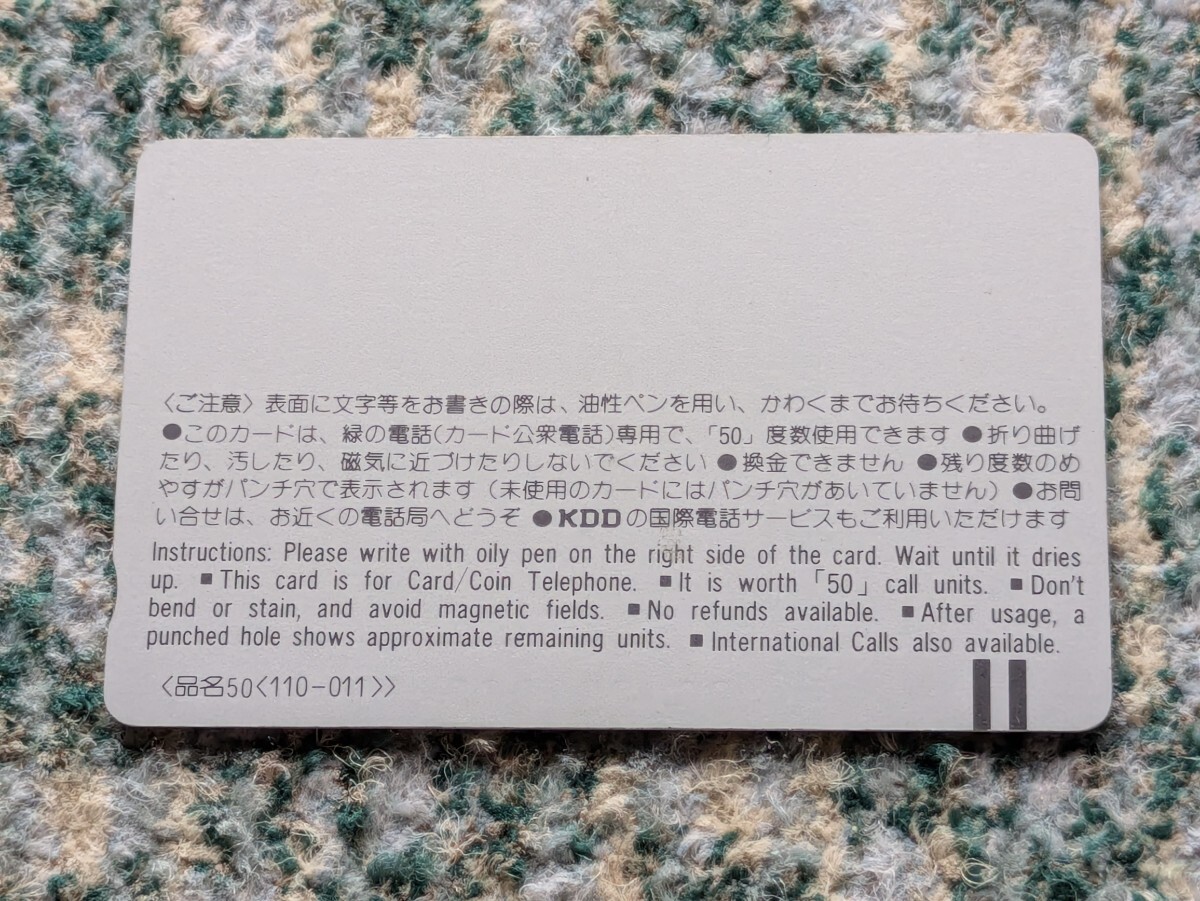 〈ご注意〉表面に文字等をお書きの際は、油性ペンを用い、かわくまでお待ちください。
●このカードは、緑の電話(カード公衆電話)専用で、「50」度数使用できます ●折り曲げ
たり、汚したり、磁気に近づけたりしないでください ●換金できません ●残り度数のめ
やすがパンチ穴で表示されます(未使用のカードにはパンチ穴があいていません) ●お問
い合せは、お近くの電話局へどうぞ ●KDDの国際電話サービスもご利用いただけます
Instructions: Please write with oily pen on the right side of the card. Wait until it dries
up. ■This card is for Card/Coin Telephone. ■It is worth「50」call units. ■Don't
bend or stain, and avoid magnetic fields. ■No refunds available. ■After usage, a
punched hole shows approximate remaining units. ■International Calls also available.
〈品名50〈110-011〉〉